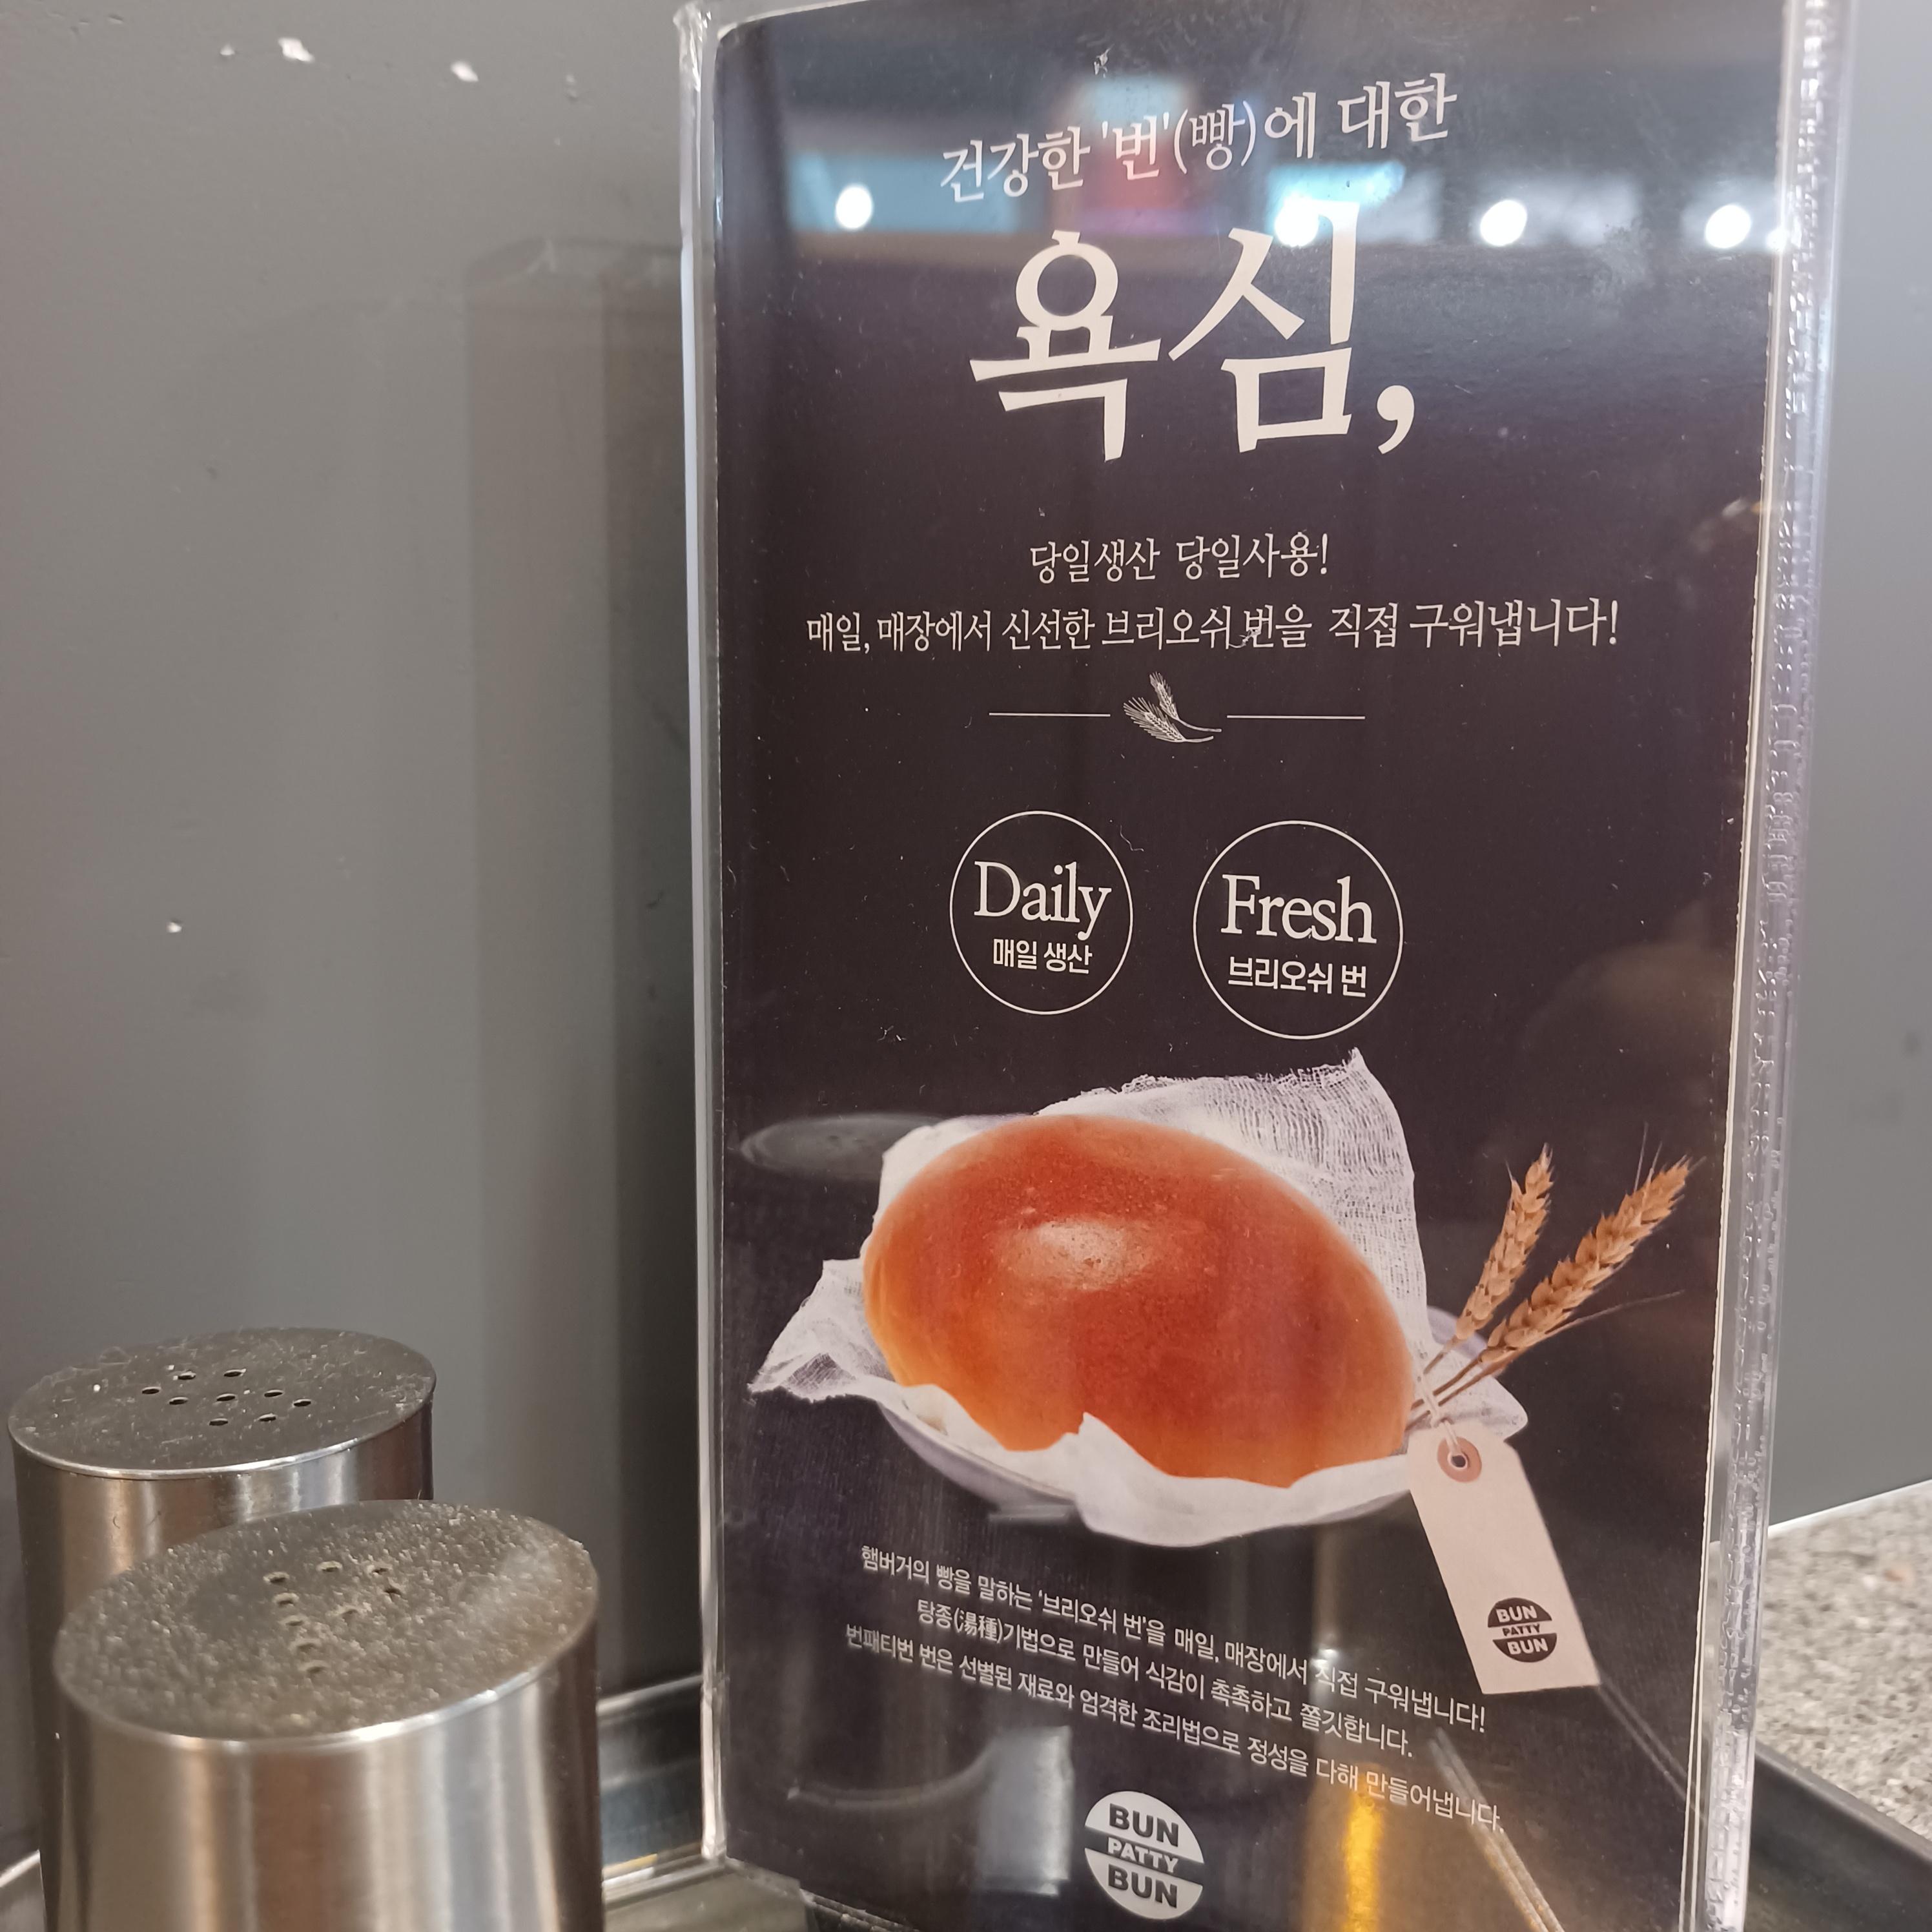 건강한 '번'(빵)에 대한
욕심,
당일생산 당일사용!
매일, 매장에서 신선한 브리오쉬 번을 직접 구워냅니다!
Daily
매일 생산
Fresh
브리오쉬 번
햄버거의 빵을 말하는 '브리오쉬 번'을 매일, 매장에서 직접 구워냅니다!
탕종(湯種)기법으로 만들어 식감이 촉촉하고 쫄깃합니다.
번패티번 번은 선별된 재료와 엄격한 조리법으로 정성을 다해 만들어냅니다.
BUN
PATTY
BUN
BUN
PATTY
BUN